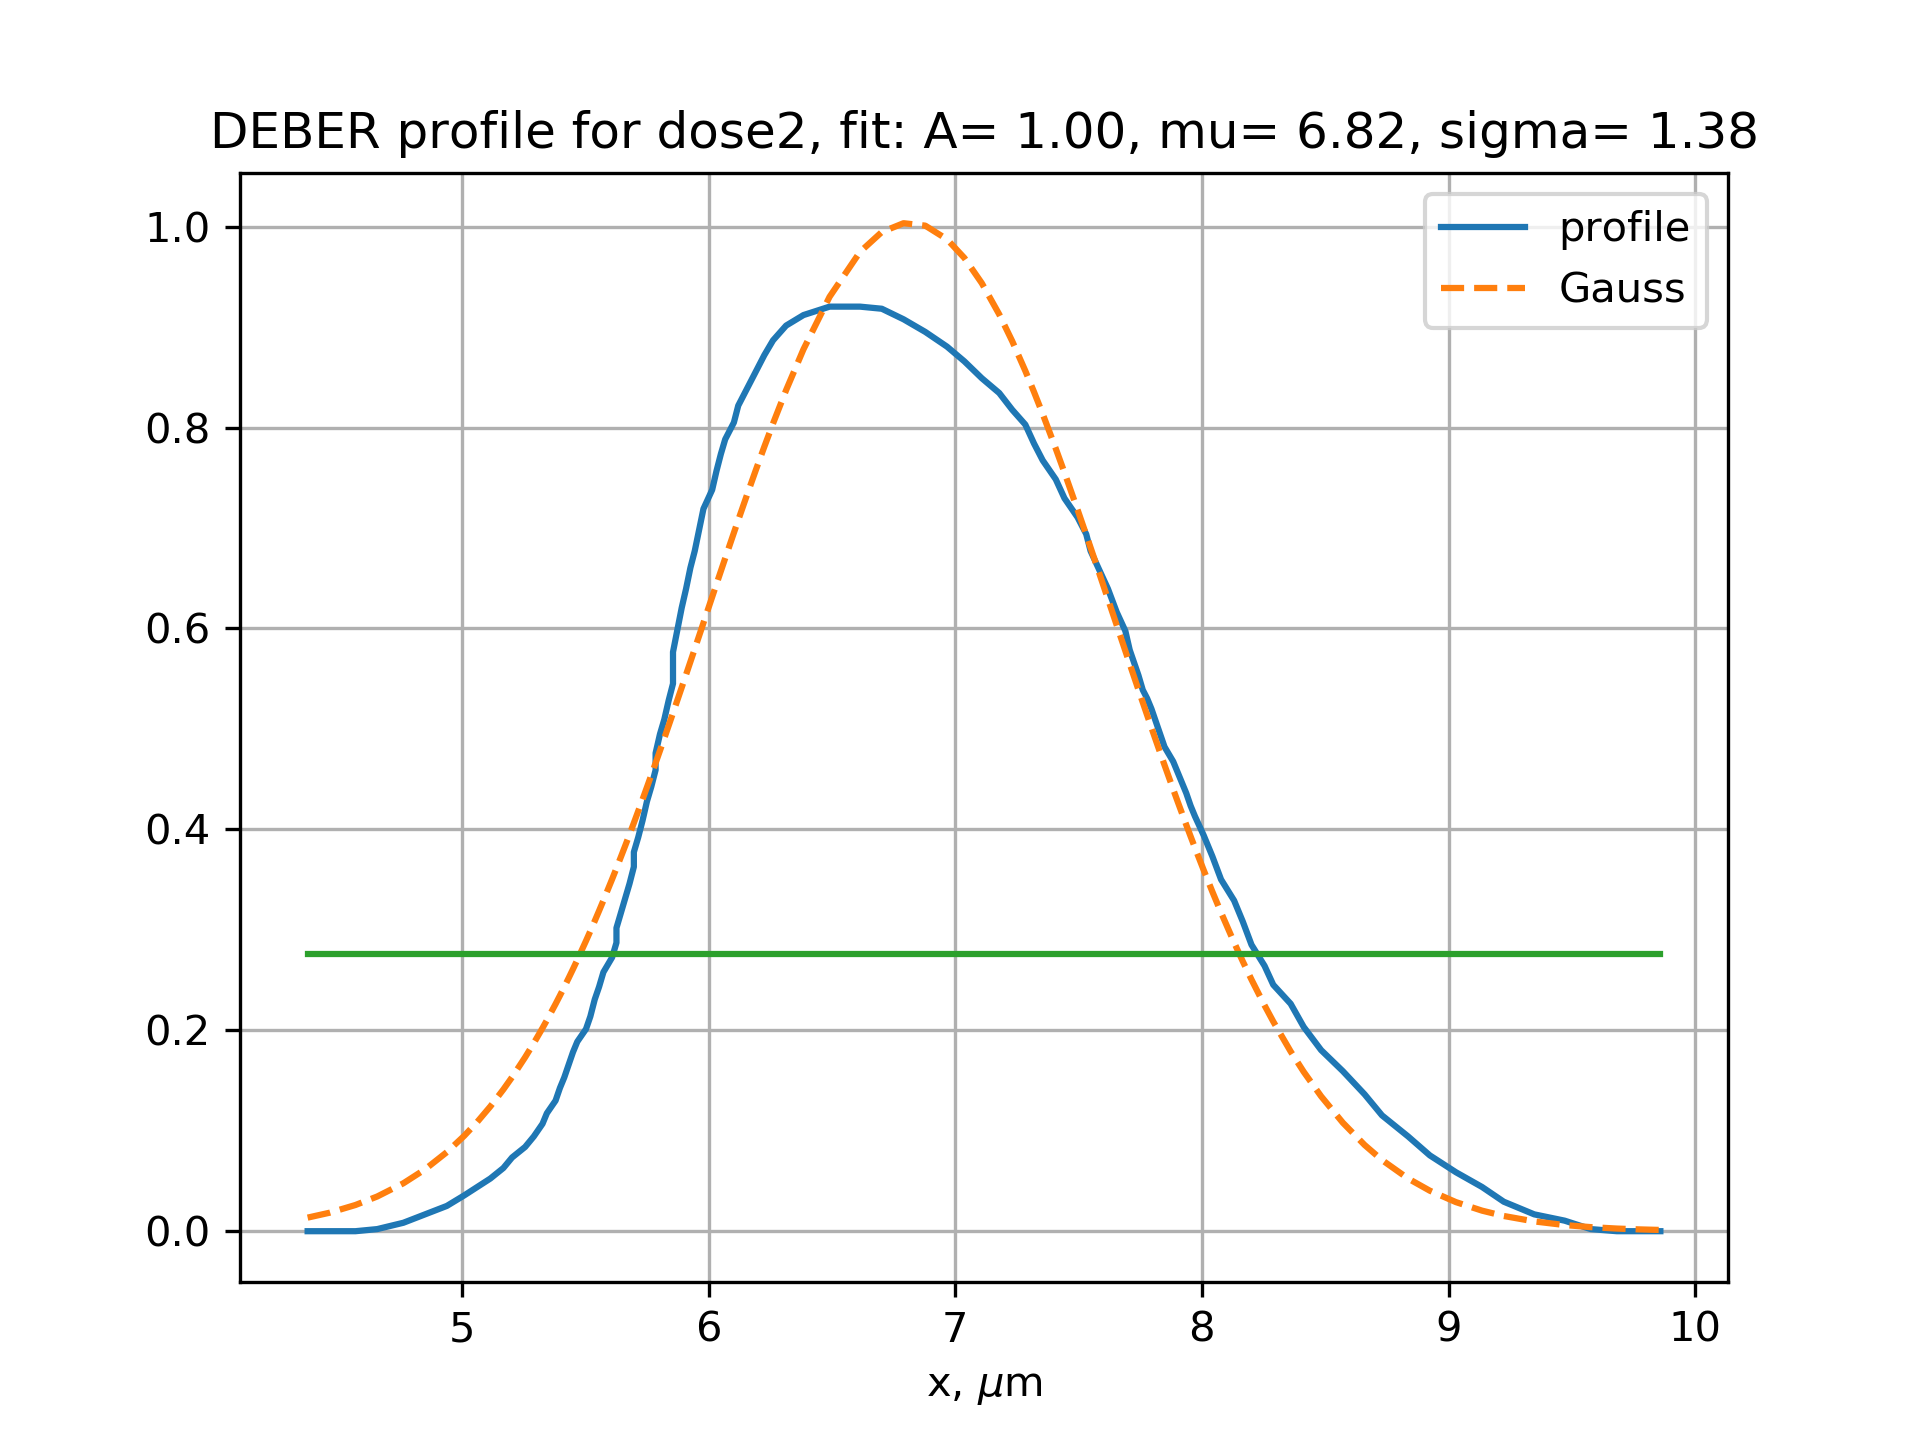 DEBER profile for dose2, fit: A= 1.00, mu= 6.82, sigma= 1.38
profile
Gauss
1.0
0.8
0.6
0.4
0.2
0.0
5 6 7 8 9 10
x, μm